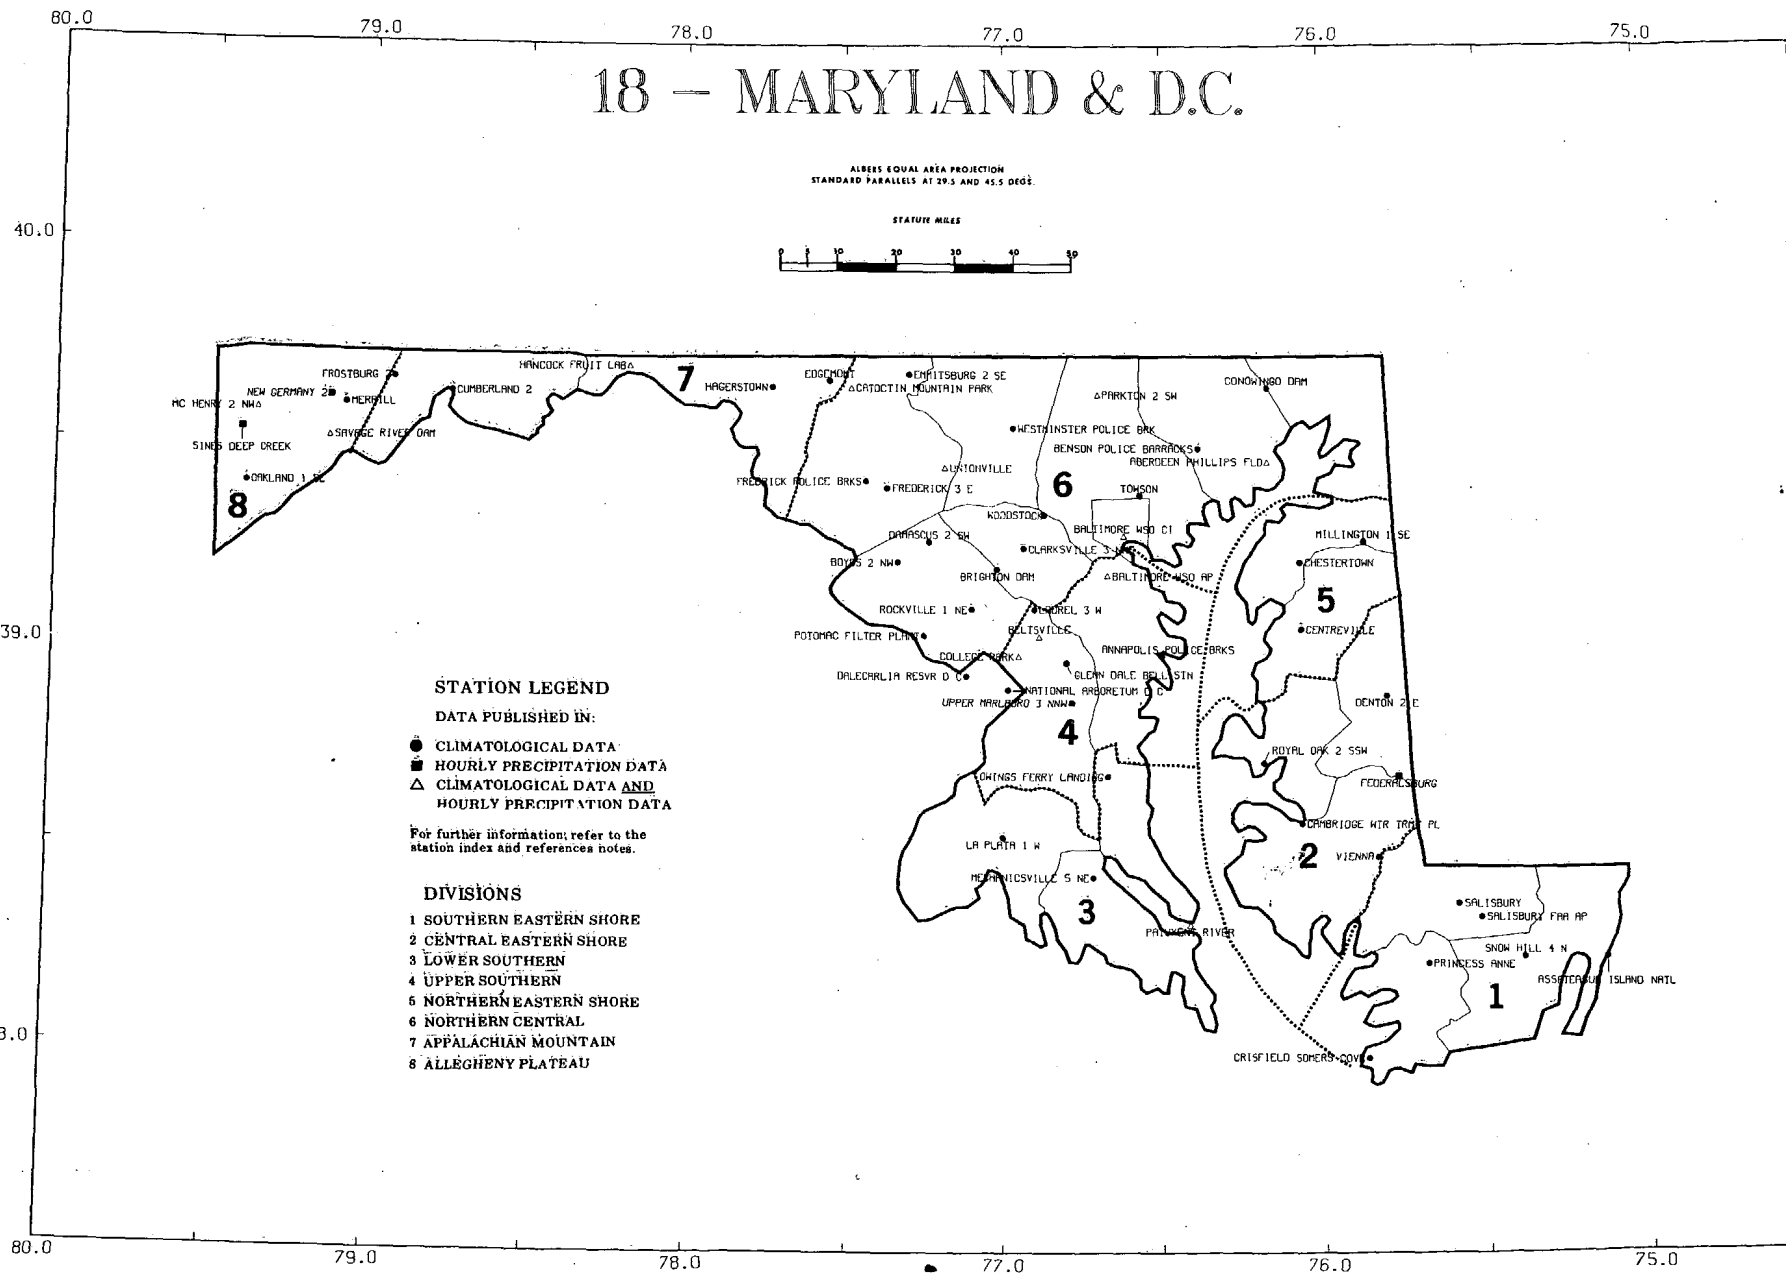 80.0
79.0
78.0
77.0
76.0
75.0
18 — MARYLAND & D.C.
ALBERS EQUAL AREA PROJECTION
STANDARD PARALLELS AT 29.5 AND 45.5 DEGS.
STATUTE MILES
0 5 10 20 30 40 50
40.0
HANCOCK FRUIT LAB
7
FROSTBURG 2
NEW GERMANY 2
MERRILL
CUMBERLAND 2
MC HENRY 2 NW
SAVAGE RIVER DAM
SINES DEEP CREEK
OAKLAND 1 SE
8
HAGERSTOWN
EDGEMONT
EMMITSBURG 2 SE
CATOCTIN MOUNTAIN PARK
PARKTON 2 SW
CONOWINGO DAM
WESTMINSTER POLICE BRK
BENSON POLICE BARRACKS
ABERDEEN PHILLIPS FLD
UNIONVILLE
6
FREDRICK POLICE BRKS
FREDERICK 3 E
TOWSON
WOODSTOCK
BALTIMORE WSO CI
DAMASCUS 2 SW
CLARKSVILLE 3 NNE
MILLINGTON 1 SE
BOYDS 2 NW
BRIGHTON DAM
BALTIMORE WSO AP
CHESTERTOWN
5
ROCKVILLE 1 NE
LAUREL 3 W
39.0
POTOMAC FILTER PLANT
BELTSVILLE
CENTREVILLE
COLLEGE PARK
ANNAPOLIS POLICE BRKS
DALECARLIA RESVR D C
GLENN DALE BELL STN
NATIONAL ARBORETUM D C
UPPER MARLBORO 3 NNW
4
DENTON 2 E
ROYAL OAK 2 SSW
OWINGS FERRY LANDING
FEDERALSBURG
CAMBRIDGE WTR TRMT PL
LA PLATA 1 W
2
VIENNA
MECHANICSVILLE 5 NE
3
PATUXENT RIVER
SALISBURY
SALISBURY FAA AP
SNOW HILL 4 N
PRINCESS ANNE
ASSATEAGUE ISLAND NATL
1
CRISFIELD SOMERS COVE
STATION LEGEND
DATA PUBLISHED IN:
CLIMATOLOGICAL DATA
HOURLY PRECIPITATION DATA
CLIMATOLOGICAL DATA AND
HOURLY PRECIPITATION DATA
For further information, refer to the
station index and references notes.
DIVISIONS
1 SOUTHERN EASTERN SHORE
2 CENTRAL EASTERN SHORE
3 LOWER SOUTHERN
4 UPPER SOUTHERN
5 NORTHERN EASTERN SHORE
6 NORTHERN CENTRAL
7 APPALACHIAN MOUNTAIN
8 ALLEGHENY PLATEAU
8.0
80.0
79.0
78.0
77.0
76.0
75.0